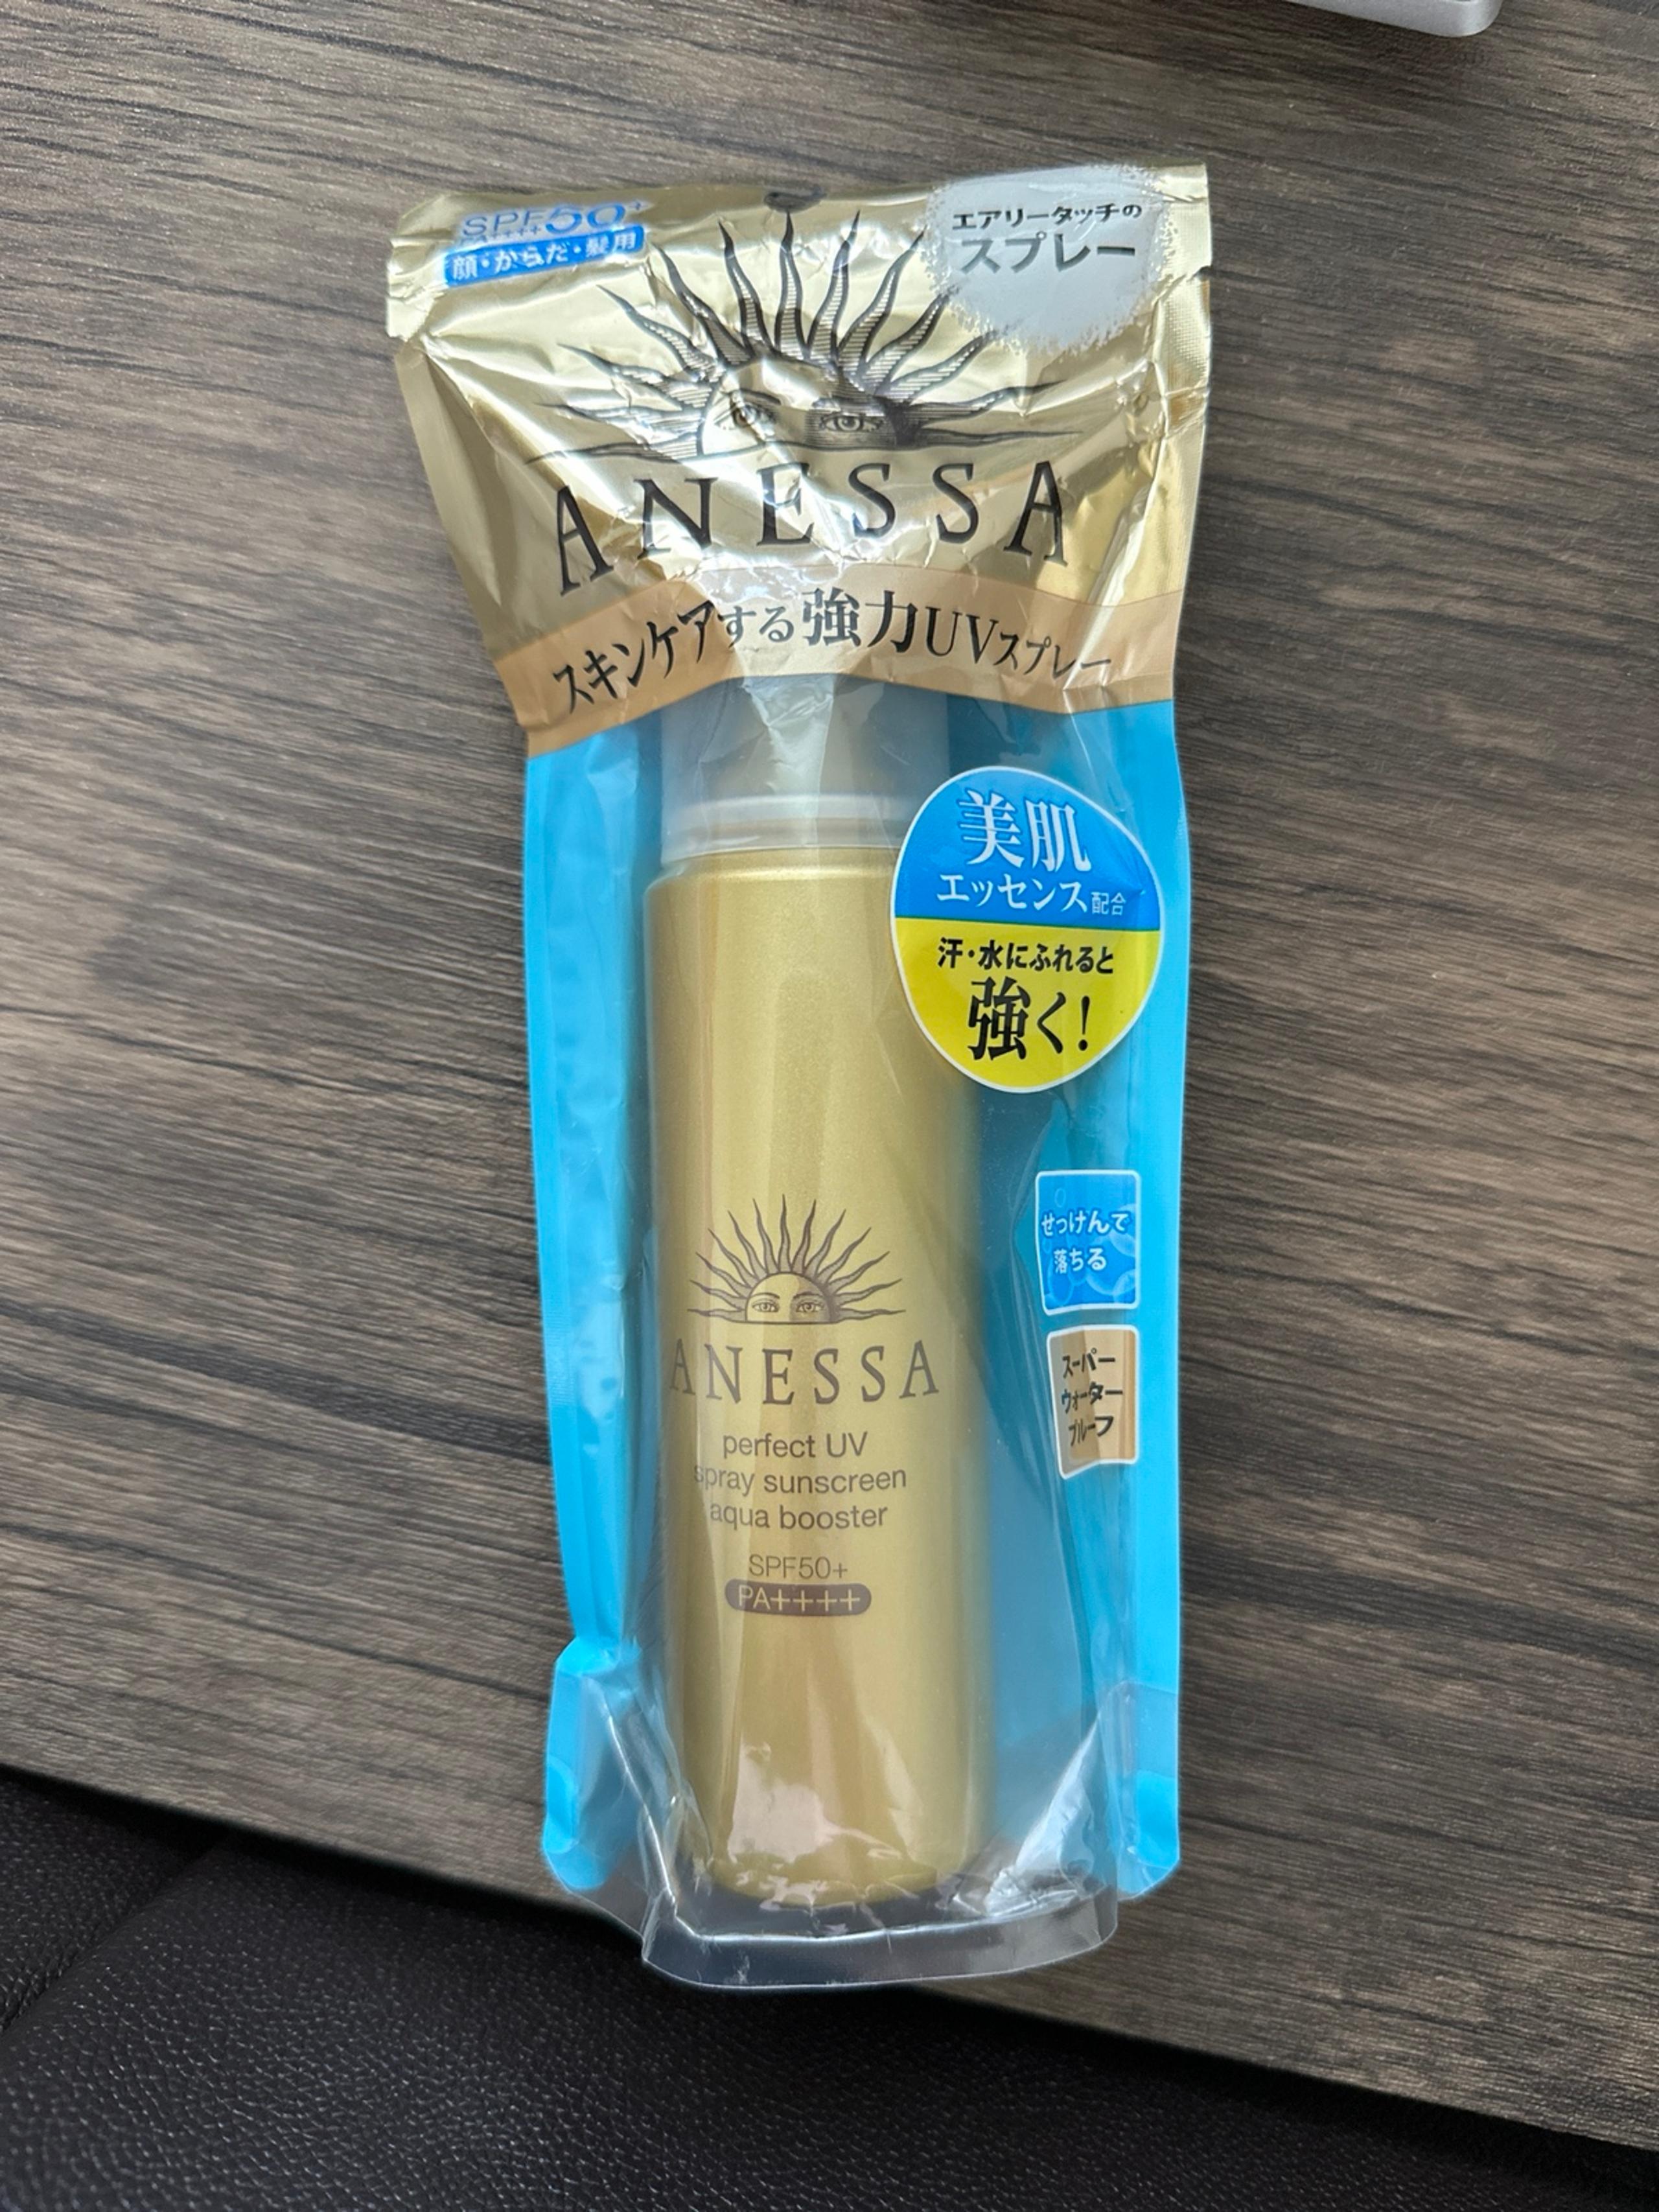 SPF50+
PA++++
顔・からだ・髪用
エアリータッチの
スプレー
ANESSA
スキンケアする強力UVスプレー
美肌
エッセンス配合
汗・水にふれると
強く!
せっけんで
落ちる
スーパー
ウォーター
プルーフ
ANESSA
perfect UV
spray sunscreen
aqua booster
SPF50+
PA++++